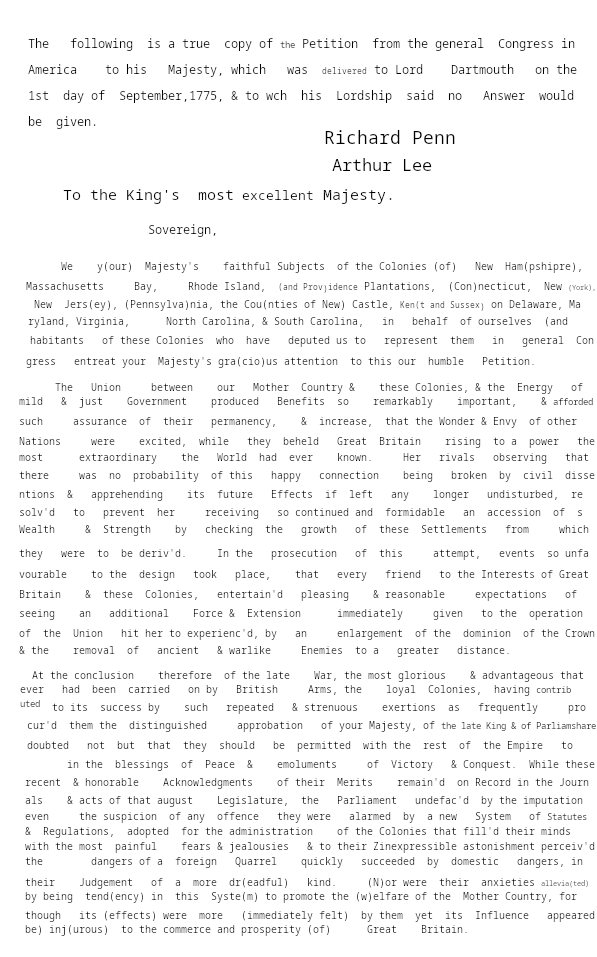 The following is a true copy of the Petition from the general Congress in
America to his Majesty, which was delivered to Lord Dartmouth on the
1st day of September,1775, & to wch his Lordship said no Answer would
be given.
Richard Penn
Arthur Lee
To the King's most excellent Majesty.
Sovereign,
We y(our) Majesty's faithful Subjects of the Colonies (of) New Ham(pshipre),
Massachusetts Bay, Rhode Island, (and Prov)idence Plantations, (Con)necticut, New (York),
New Jers(ey), (Pennsylva)nia, the Cou(nties of New) Castle, Ken(t and Sussex) on Delaware, Ma
ryland, Virginia, North Carolina, & South Carolina, in behalf of ourselves (and
habitants of these Colonies who have deputed us to represent them in general Con
gress entreat your Majesty's gra(cio)us attention to this our humble Petition.
The Union between our Mother Country & these Colonies, & the Energy of
mild & just Government produced Benefits so remarkably important, & afforded
such assurance of their permanency, & increase, that the Wonder & Envy of other
Nations were excited, while they beheld Great Britain rising to a power the
most extraordinary the World had ever known. Her rivals observing that
there was no probability of this happy connection being broken by civil disse
ntions & apprehending its future Effects if left any longer undisturbed, re
solv'd to prevent her receiving so continued and formidable an accession of s
Wealth & Strength by checking the growth of these Settlements from which
they were to be deriv'd. In the prosecution of this attempt, events so unfa
vourable to the design took place, that every friend to the Interests of Great
Britain & these Colonies, entertain'd pleasing & reasonable expectations of
seeing an additional Force & Extension immediately given to the operation
of the Union hit her to experienc'd, by an enlargement of the dominion of the Crown
& the removal of ancient & warlike Enemies to a greater distance.
At the conclusion therefore of the late War, the most glorious & advantageous that
ever had been carried on by British Arms, the loyal Colonies, having contrib
uted to its success by such repeated & strenuous exertions as frequently pro
cur'd them the distinguished approbation of your Majesty, of the late King & of Parliamshare
doubted not but that they should be permitted with the rest of the Empire to
in the blessings of Peace & emoluments of Victory & Conquest. While these
recent & honorable Acknowledgments of their Merits remain'd on Record in the Journ
als & acts of that august Legislature, the Parliament undefac'd by the imputation
even the suspicion of any offence they were alarmed by a new System of Statutes
& Regulations, adopted for the administration of the Colonies that fill'd their minds
with the most painful fears & jealousies & to their Zinexpressible astonishment perceiv'd
the dangers of a foreign Quarrel quickly succeeded by domestic dangers, in
their Judgement of a more dr(eadful) kind. (N)or were their anxieties allevia(ted)
by being tend(ency) in this Syste(m) to promote the (w)elfare of the Mother Country, for
though its (effects) were more (immediately felt) by them yet its Influence appeared
be) inj(urous) to the commerce and prosperity (of) Great Britain.